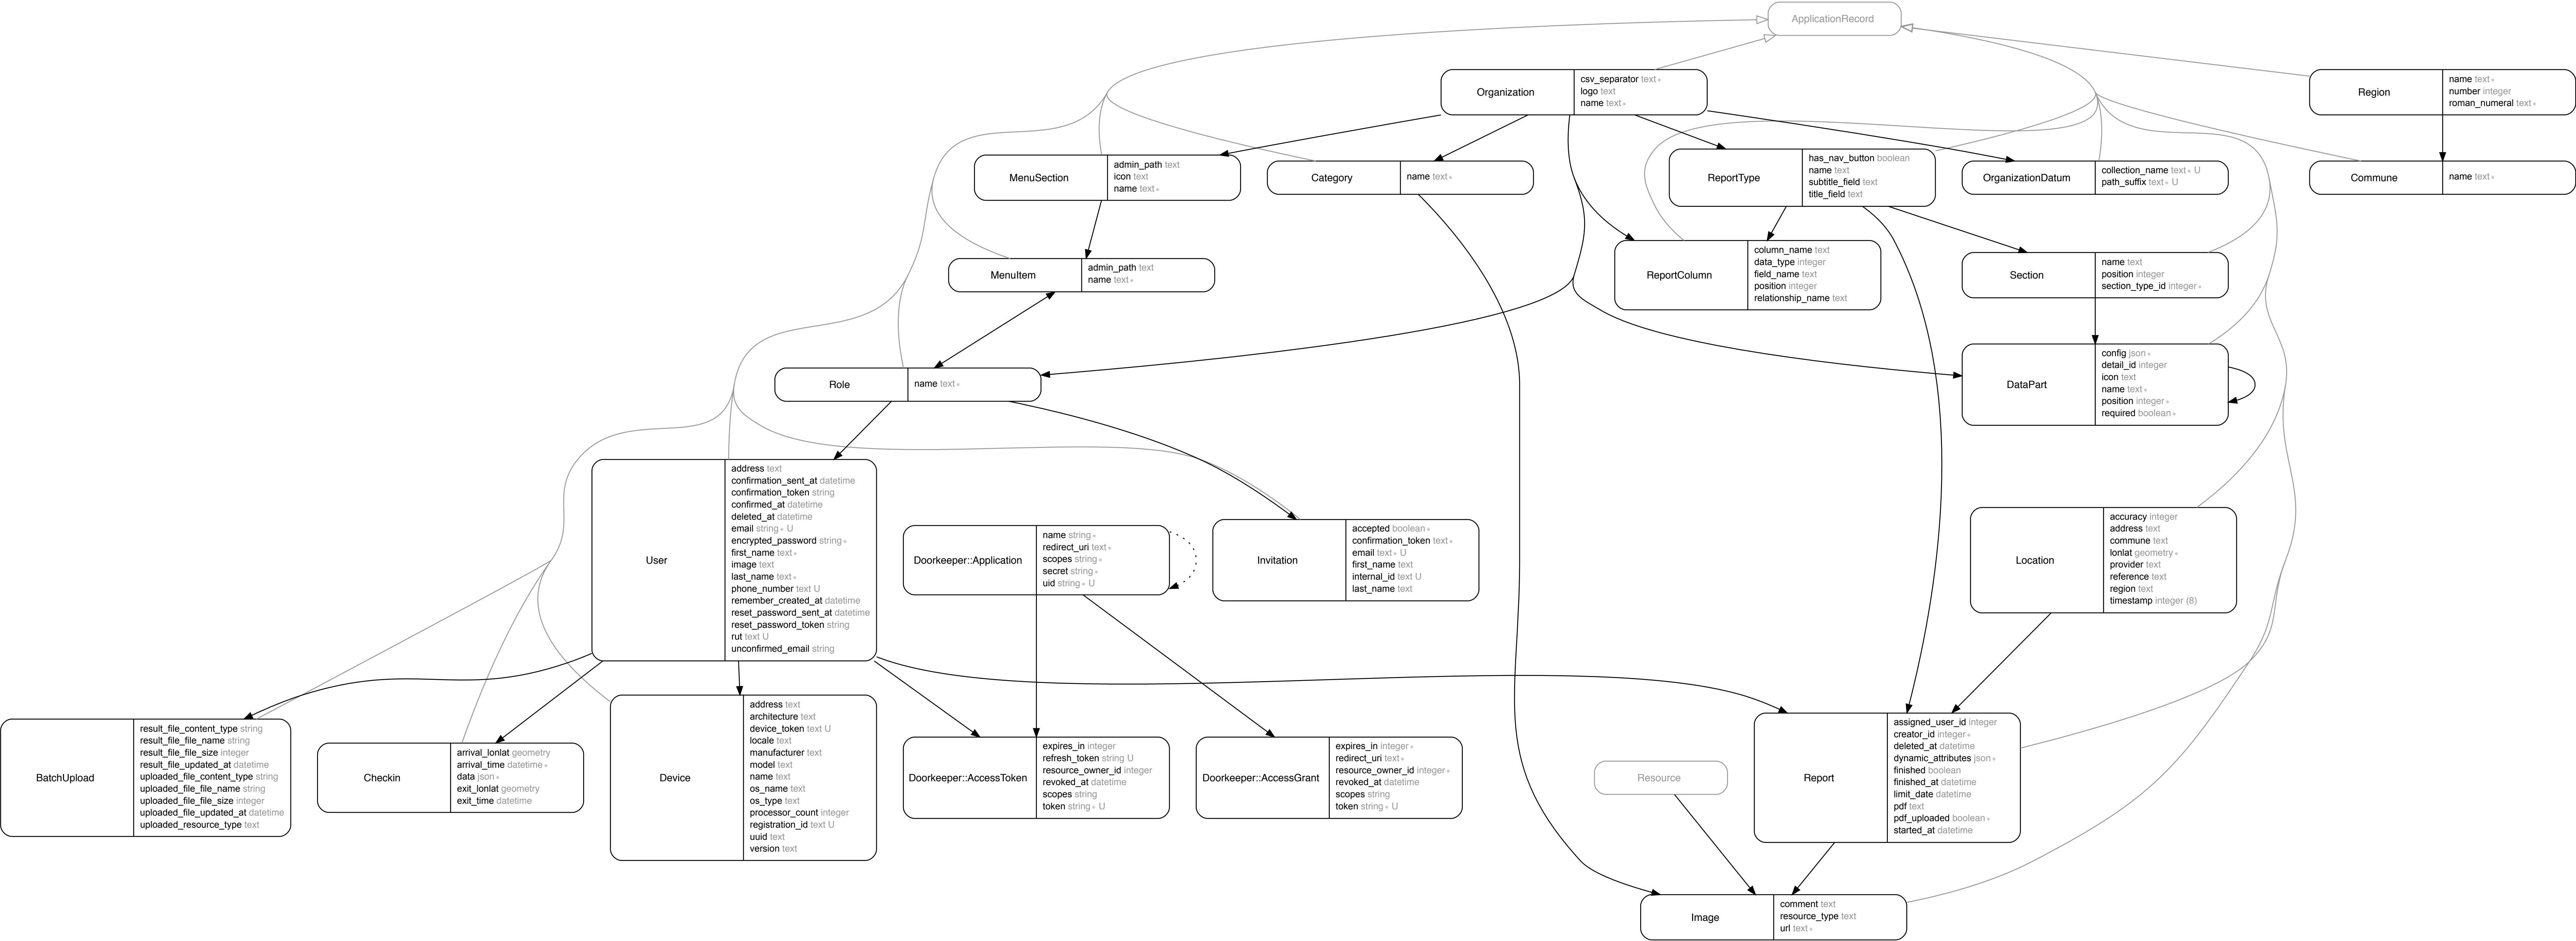 ApplicationRecord
Organization
csv_separator text ∗
logo text
name text ∗
Region
name text ∗
number integer
roman_numeral text ∗
MenuSection
admin_path text
icon text
name text ∗
Category
name text ∗
ReportType
has_nav_button boolean
name text
subtitle_field text
title_field text
OrganizationDatum
collection_name text ∗ U
path_suffix text ∗ U
Commune
name text ∗
MenuItem
admin_path text
name text ∗
ReportColumn
column_name text
data_type integer
field_name text
position integer
relationship_name text
Section
name text
position integer
section_type_id integer ∗
Role
name text ∗
DataPart
config json ∗
detail_id integer
icon text
name text ∗
position integer ∗
required boolean ∗
User
address text
confirmation_sent_at datetime
confirmation_token string
confirmed_at datetime
deleted_at datetime
email string ∗ U
encrypted_password string ∗
first_name text ∗
image text
last_name text ∗
phone_number text U
remember_created_at datetime
reset_password_sent_at datetime
reset_password_token string
rut text U
unconfirmed_email string
Doorkeeper::Application
name string ∗
redirect_uri text ∗
scopes string ∗
secret string ∗
uid string ∗ U
Invitation
accepted boolean ∗
confirmation_token text ∗
email text ∗ U
first_name text
internal_id text U
last_name text
Location
accuracy integer
address text
commune text
lonlat geometry ∗
provider text
reference text
region text
timestamp integer (8)
BatchUpload
result_file_content_type string
result_file_file_name string
result_file_file_size integer
result_file_updated_at datetime
uploaded_file_content_type string
uploaded_file_file_name string
uploaded_file_file_size integer
uploaded_file_updated_at datetime
uploaded_resource_type text
Checkin
arrival_lonlat geometry
arrival_time datetime ∗
data json ∗
exit_lonlat geometry
exit_time datetime
Device
address text
architecture text
device_token text U
locale text
manufacturer text
model text
name text
os_name text
os_type text
processor_count integer
registration_id text U
uuid text
version text
Doorkeeper::AccessToken
expires_in integer
refresh_token string U
resource_owner_id integer
revoked_at datetime
scopes string
token string ∗ U
Doorkeeper::AccessGrant
expires_in integer ∗
redirect_uri text ∗
resource_owner_id integer ∗
revoked_at datetime
scopes string
token string ∗ U
Resource
Report
assigned_user_id integer
creator_id integer ∗
deleted_at datetime
dynamic_attributes json ∗
finished boolean
finished_at datetime
limit_date datetime
pdf text
pdf_uploaded boolean ∗
started_at datetime
Image
comment text
resource_type text
url text ∗